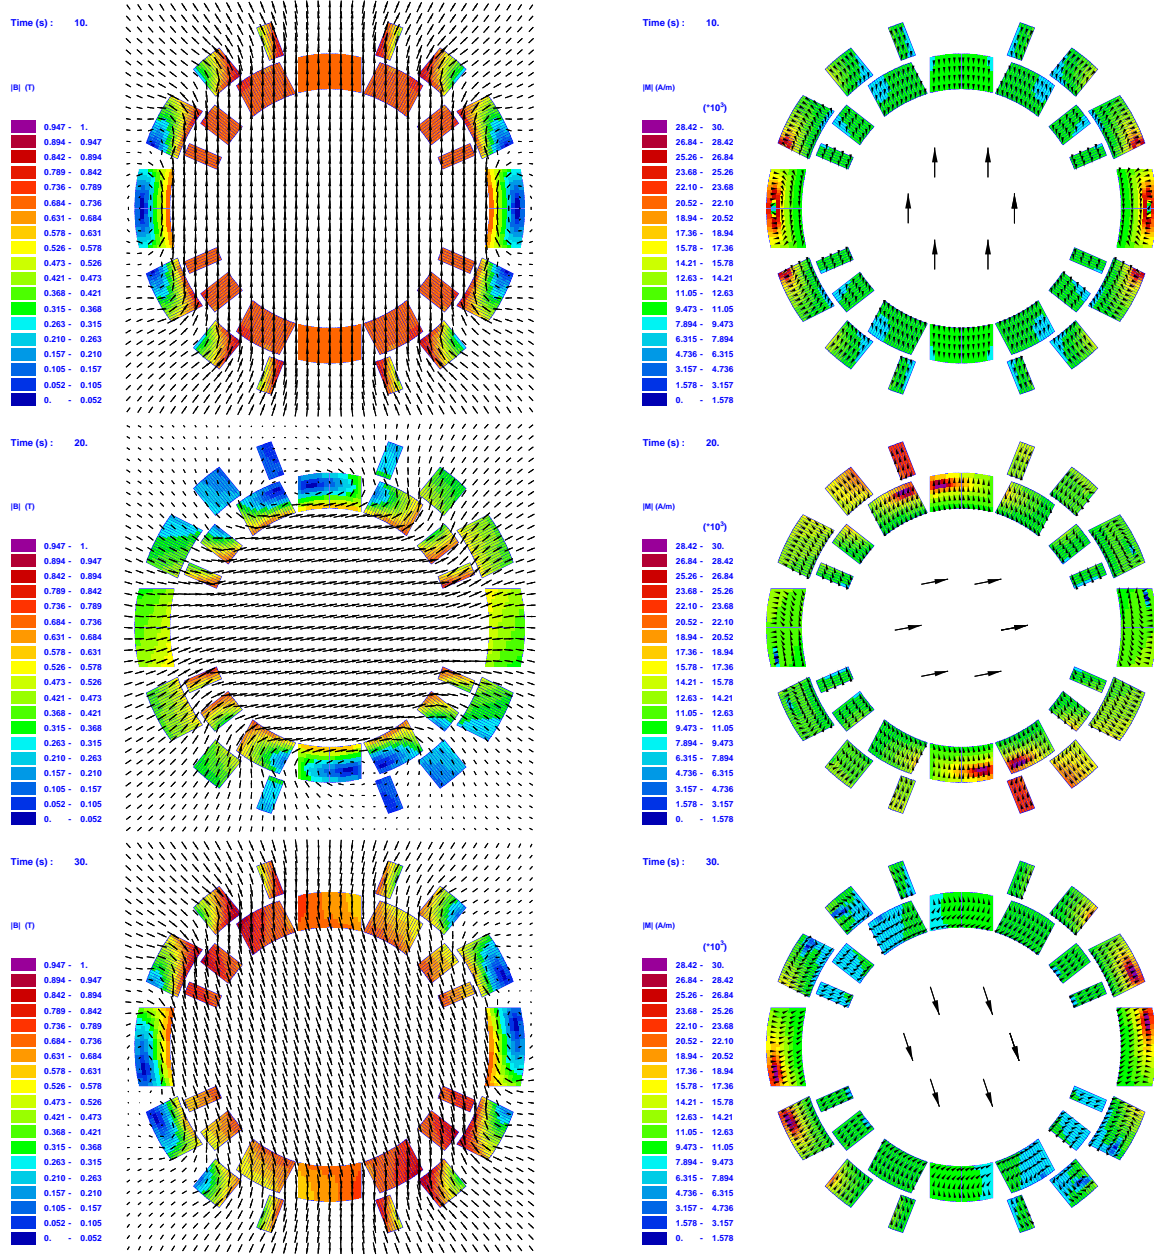 Time (s) : 10.
|B| (T)
0.947 - 1.
0.894 - 0.947
0.842 - 0.894
0.789 - 0.842
0.736 - 0.789
0.684 - 0.736
0.631 - 0.684
0.578 - 0.631
0.526 - 0.578
0.473 - 0.526
0.421 - 0.473
0.368 - 0.421
0.315 - 0.368
0.263 - 0.315
0.210 - 0.263
0.157 - 0.210
0.105 - 0.157
0.052 - 0.105
0. - 0.052
Time (s) : 10.
|M| (A/m)
(*10³)
28.42 - 30.
26.84 - 28.42
25.26 - 26.84
23.68 - 25.26
22.10 - 23.68
20.52 - 22.10
18.94 - 20.52
17.36 - 18.94
15.78 - 17.36
14.21 - 15.78
12.63 - 14.21
11.05 - 12.63
9.473 - 11.05
7.894 - 9.473
6.315 - 7.894
4.736 - 6.315
3.157 - 4.736
1.578 - 3.157
0. - 1.578
Time (s) : 20.
|B| (T)
0.947 - 1.
0.894 - 0.947
0.842 - 0.894
0.789 - 0.842
0.736 - 0.789
0.684 - 0.736
0.631 - 0.684
0.578 - 0.631
0.526 - 0.578
0.473 - 0.526
0.421 - 0.473
0.368 - 0.421
0.315 - 0.368
0.263 - 0.315
0.210 - 0.263
0.157 - 0.210
0.105 - 0.157
0.052 - 0.105
0. - 0.052
Time (s) : 20.
|M| (A/m)
(*10³)
28.42 - 30.
26.84 - 28.42
25.26 - 26.84
23.68 - 25.26
22.10 - 23.68
20.52 - 22.10
18.94 - 20.52
17.36 - 18.94
15.78 - 17.36
14.21 - 15.78
12.63 - 14.21
11.05 - 12.63
9.473 - 11.05
7.894 - 9.473
6.315 - 7.894
4.736 - 6.315
3.157 - 4.736
1.578 - 3.157
0. - 1.578
Time (s) : 30.
|B| (T)
0.947 - 1.
0.894 - 0.947
0.842 - 0.894
0.789 - 0.842
0.736 - 0.789
0.684 - 0.736
0.631 - 0.684
0.578 - 0.631
0.526 - 0.578
0.473 - 0.526
0.421 - 0.473
0.368 - 0.421
0.315 - 0.368
0.263 - 0.315
0.210 - 0.263
0.157 - 0.210
0.105 - 0.157
0.052 - 0.105
0. - 0.052
Time (s) : 30.
|M| (A/m)
(*10³)
28.42 - 30.
26.84 - 28.42
25.26 - 26.84
23.68 - 25.26
22.10 - 23.68
20.52 - 22.10
18.94 - 20.52
17.36 - 18.94
15.78 - 17.36
14.21 - 15.78
12.63 - 14.21
11.05 - 12.63
9.473 - 11.05
7.894 - 9.473
6.315 - 7.894
4.736 - 6.315
3.157 - 4.736
1.578 - 3.157
0. - 1.578